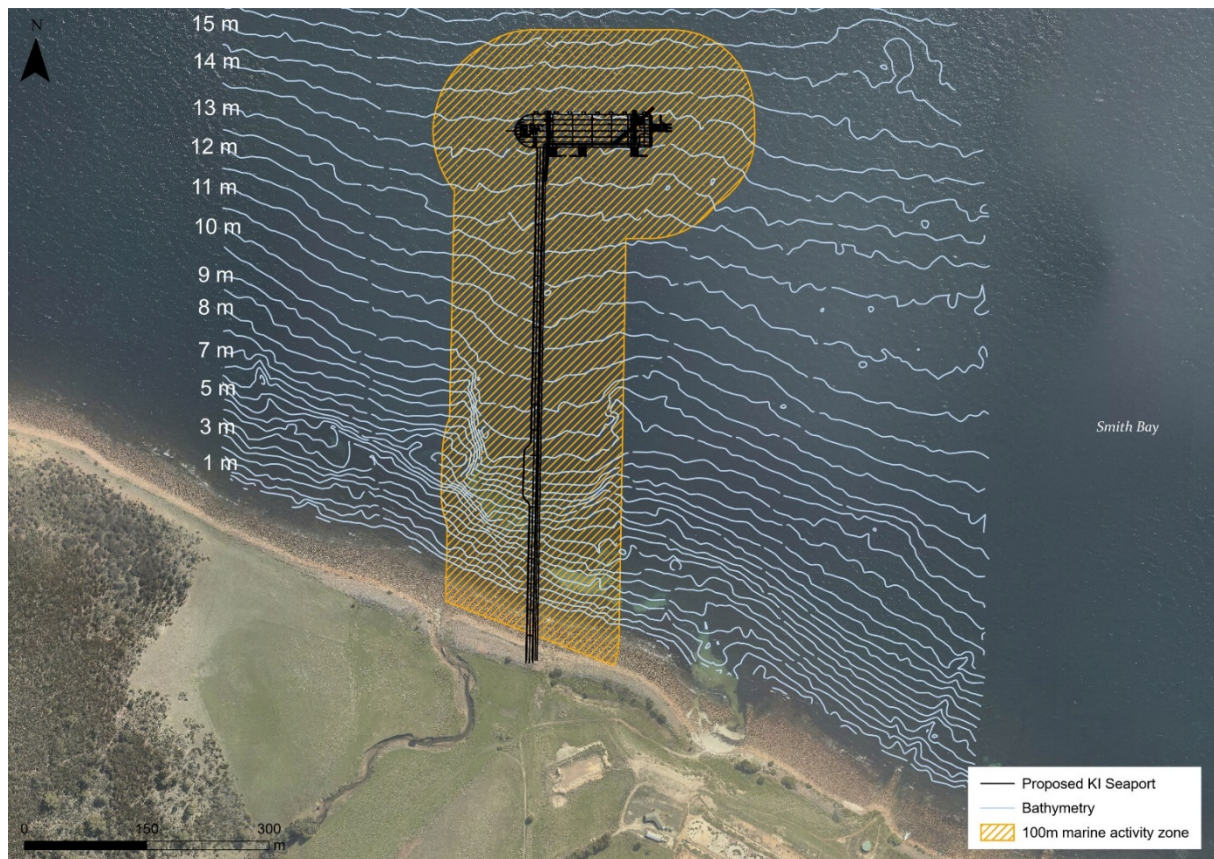 N
15 m
14 m
13 m
12 m
11 m
10 m
9 m
8 m
7 m
5 m
3 m
1 m
Smith Bay
Proposed KI Seaport
Bathymetry
100m marine activity zone
0 150 300
m